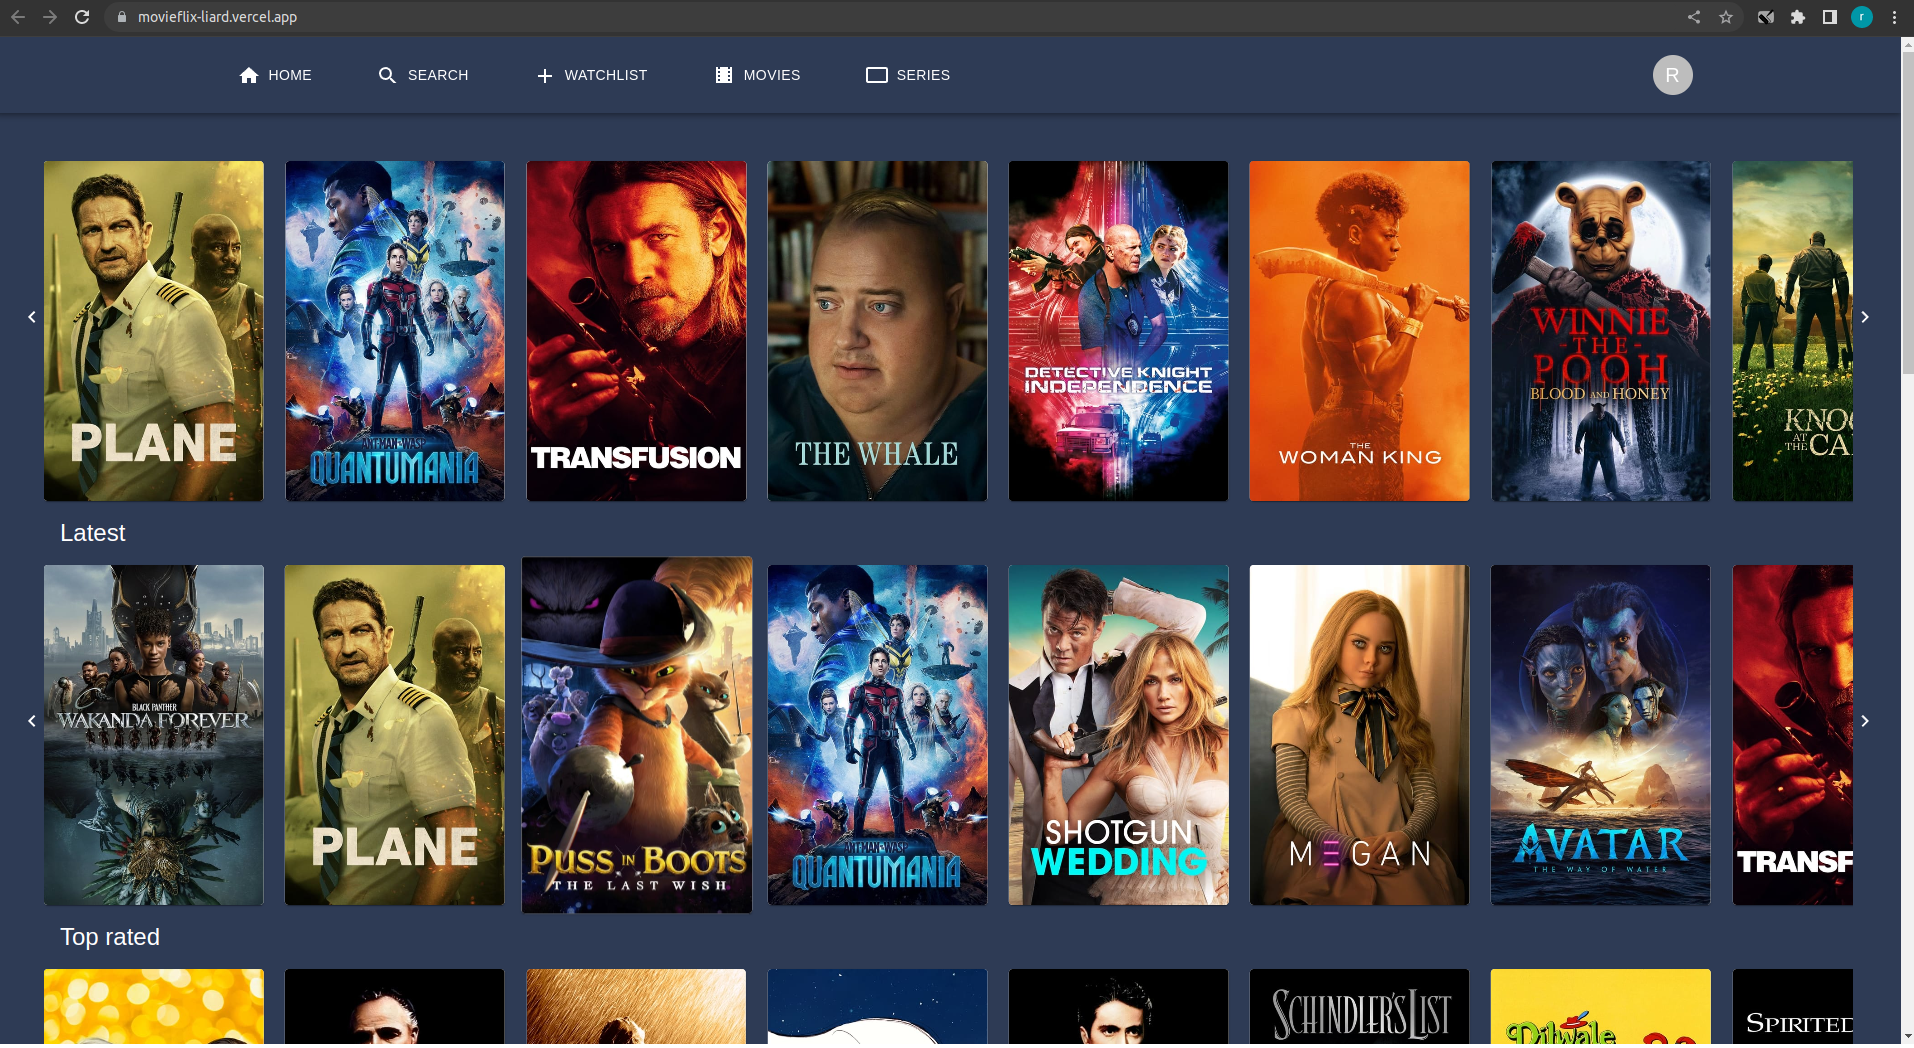 movieflix-liard.vercel.app
r
HOME
SEARCH
WATCHLIST
MOVIES
SERIES
R
PLANE
ANT-MAN AND THE WASP
QUANTUMANIA
TRANSFUSION
THE WHALE
DETECTIVE KNIGHT
INDEPENDENCE
THE
WOMAN KING
WINNIE
-THE-
POOH
BLOOD AND HONEY
KNOC
AT THE CA
Latest
BLACK PANTHER
WAKANDA FOREVER
PLANE
PUSS IN BOOTS
THE LAST WISH
ANT-MAN AND THE WASP
QUANTUMANIA
SHOTGUN
WEDDING
M3GAN
AVATAR
THE WAY OF WATER
TRANSF
Top rated
SCHINDLER'S LIST
Dilwale
SPIRITED